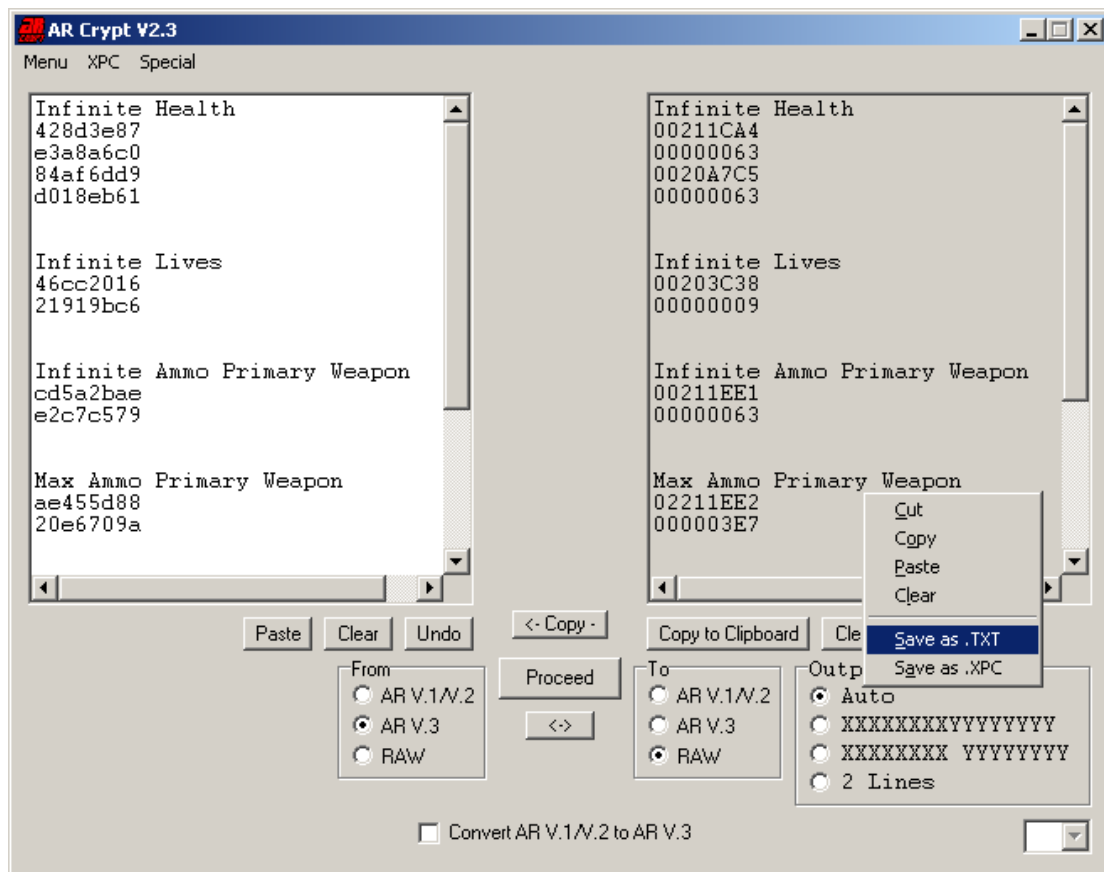 AR Crypt V2.3
Menu XPC Special
Infinite Health
428d3e87
e3a8a6c0
84af6dd9
d018eb61
Infinite Lives
46cc2016
21919bc6
Infinite Ammo Primary Weapon
cd5a2bae
e2c7c579
Max Ammo Primary Weapon
ae455d88
20e6709a
Infinite Health
00211CA4
00000063
0020A7C5
00000063
Infinite Lives
00203C38
00000009
Infinite Ammo Primary Weapon
00211EE1
00000063
Max Ammo Primary Weapon
02211EE2
000003E7
Cut
Copy
Paste
Clear
Save as .TXT
Save as .XPC
Paste Clear Undo
<- Copy -
Copy to Clipboard Cle
From
AR V.1/V.2
AR V.3
RAW
Proceed
<->
To
AR V.1/V.2
AR V.3
RAW
Outp
Auto
XXXXXXXXYYYYYYYY
XXXXXXXX YYYYYYYY
2 Lines
Convert AR V.1/V.2 to AR V.3